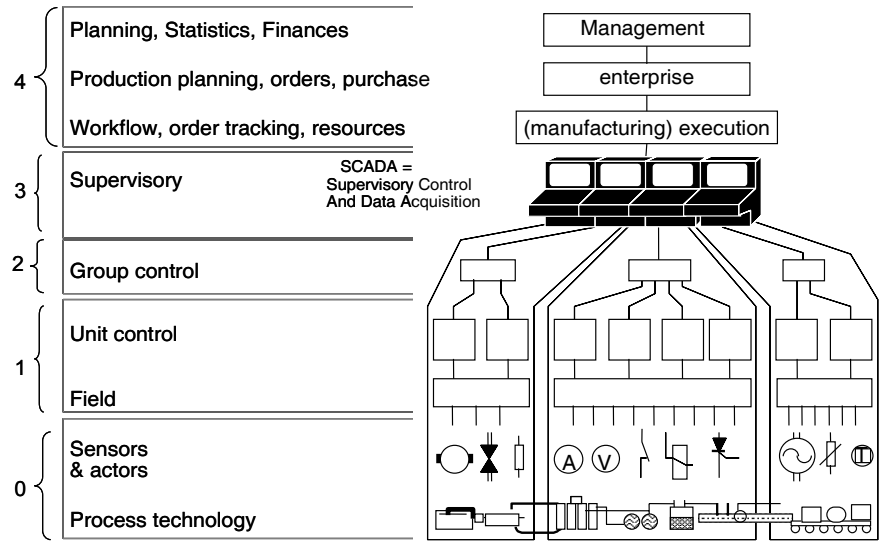 Planning, Statistics, Finances
Management
4
Production planning, orders, purchase
enterprise
Workflow, order tracking, resources
(manufacturing) execution
3
Supervisory
SCADA =
Supervisory Control
And Data Acquisition
2
Group control
1
Unit control
Field
0
Sensors
& actors
A
V
T
Process technology